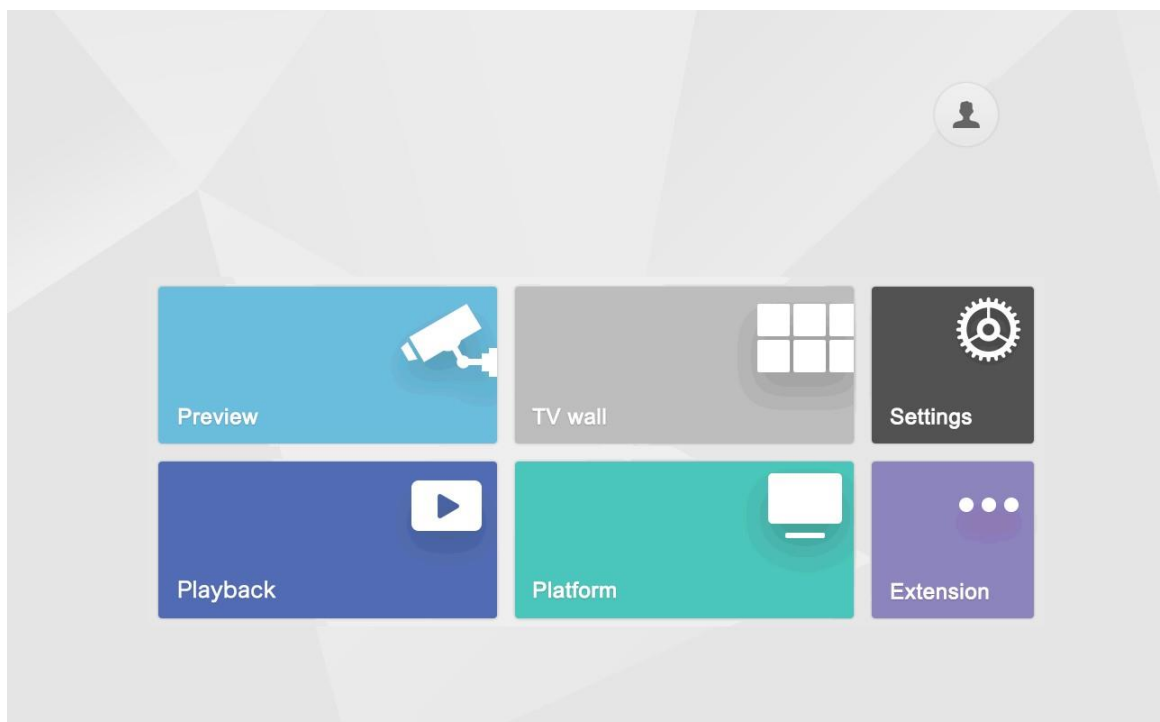 Preview
TV wall
Settings
Playback
Platform
Extension